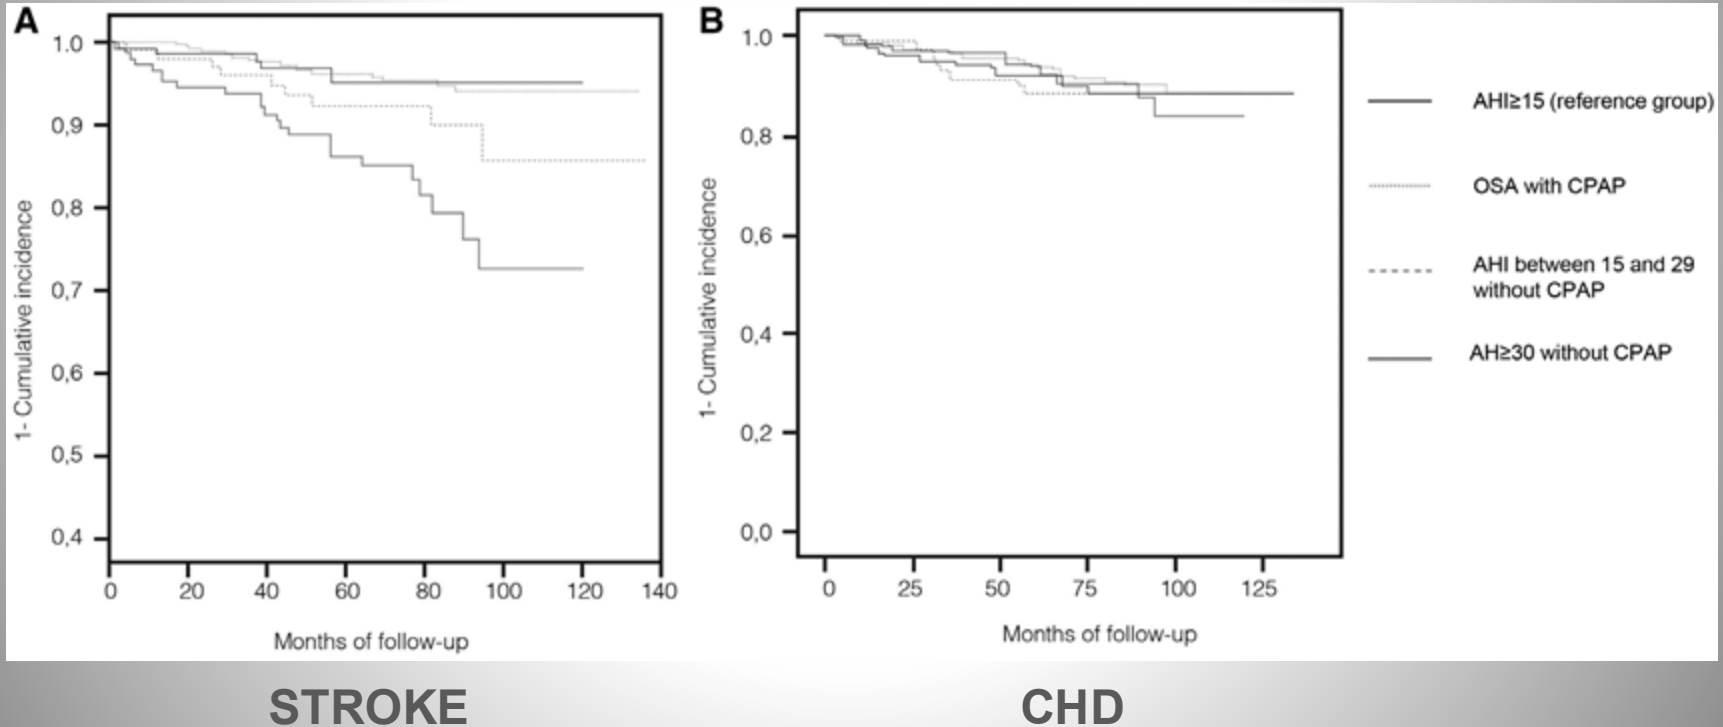 A
1.0
0,9
0,8
0,7
0,6
0,5
0,4
1- Cumulative incidence
0 20 40 60 80 100 120 140
Months of follow-up
B
1.0
0,8
0,6
0,4
0,2
0,0
1- Cumulative incidence
0 25 50 75 100 125
Months of follow-up
AHI≥15 (reference group)
OSA with CPAP
AHI between 15 and 29
without CPAP
AH≥30 without CPAP
STROKE
CHD